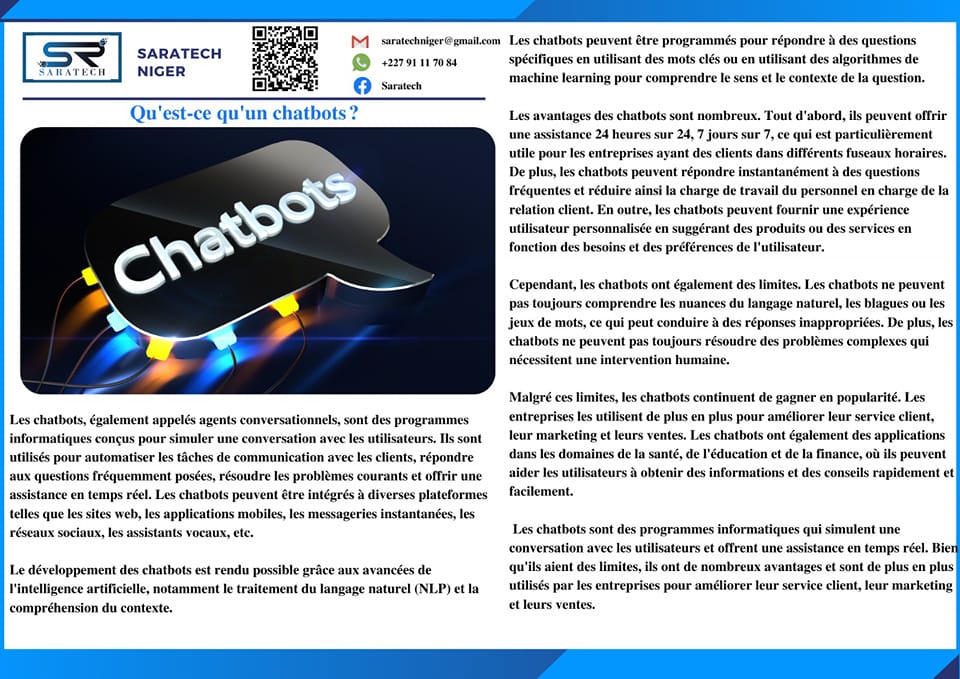 SR
SARATECH
SARATECH
NIGER
saratechniger@gmail.com
+227 91 11 70 84
Saratech
Qu'est-ce qu'un chatbots ?
Chatbots
Les chatbots, également appelés agents conversationnels, sont des programmes
informatiques conçus pour simuler une conversation avec les utilisateurs. Ils sont
utilisés pour automatiser les tâches de communication avec les clients, répondre
aux questions fréquemment posées, résoudre les problèmes courants et offrir une
assistance en temps réel. Les chatbots peuvent être intégrés à diverses plateformes
telles que les sites web, les applications mobiles, les messageries instantanées, les
réseaux sociaux, les assistants vocaux, etc.
Le développement des chatbots est rendu possible grâce aux avancées de
l'intelligence artificielle, notamment le traitement du langage naturel (NLP) et la
compréhension du contexte.
Les chatbots peuvent être programmés pour répondre à des questions
spécifiques en utilisant des mots clés ou en utilisant des algorithmes de
machine learning pour comprendre le sens et le contexte de la question.
Les avantages des chatbots sont nombreux. Tout d'abord, ils peuvent offrir
une assistance 24 heures sur 24, 7 jours sur 7, ce qui est particulièrement
utile pour les entreprises ayant des clients dans différents fuseaux horaires.
De plus, les chatbots peuvent répondre instantanément à des questions
fréquentes et réduire ainsi la charge de travail du personnel en charge de la
relation client. En outre, les chatbots peuvent fournir une expérience
utilisateur personnalisée en suggérant des produits ou des services en
fonction des besoins et des préférences de l'utilisateur.
Cependant, les chatbots ont également des limites. Les chatbots ne peuvent
pas toujours comprendre les nuances du langage naturel, les blagues ou les
jeux de mots, ce qui peut conduire à des réponses inappropriées. De plus, les
chatbots ne peuvent pas toujours résoudre des problèmes complexes qui
nécessitent une intervention humaine.
Malgré ces limites, les chatbots continuent de gagner en popularité. Les
entreprises les utilisent de plus en plus pour améliorer leur service client,
leur marketing et leurs ventes. Les chatbots ont également des applications
dans les domaines de la santé, de l'éducation et de la finance, où ils peuvent
aider les utilisateurs à obtenir des informations et des conseils rapidement et
facilement.
Les chatbots sont des programmes informatiques qui simulent une
conversation avec les utilisateurs et offrent une assistance en temps réel. Bien
qu'ils aient des limites, ils ont de nombreux avantages et sont de plus en plus
utilisés par les entreprises pour améliorer leur service client, leur marketing
et leurs ventes.